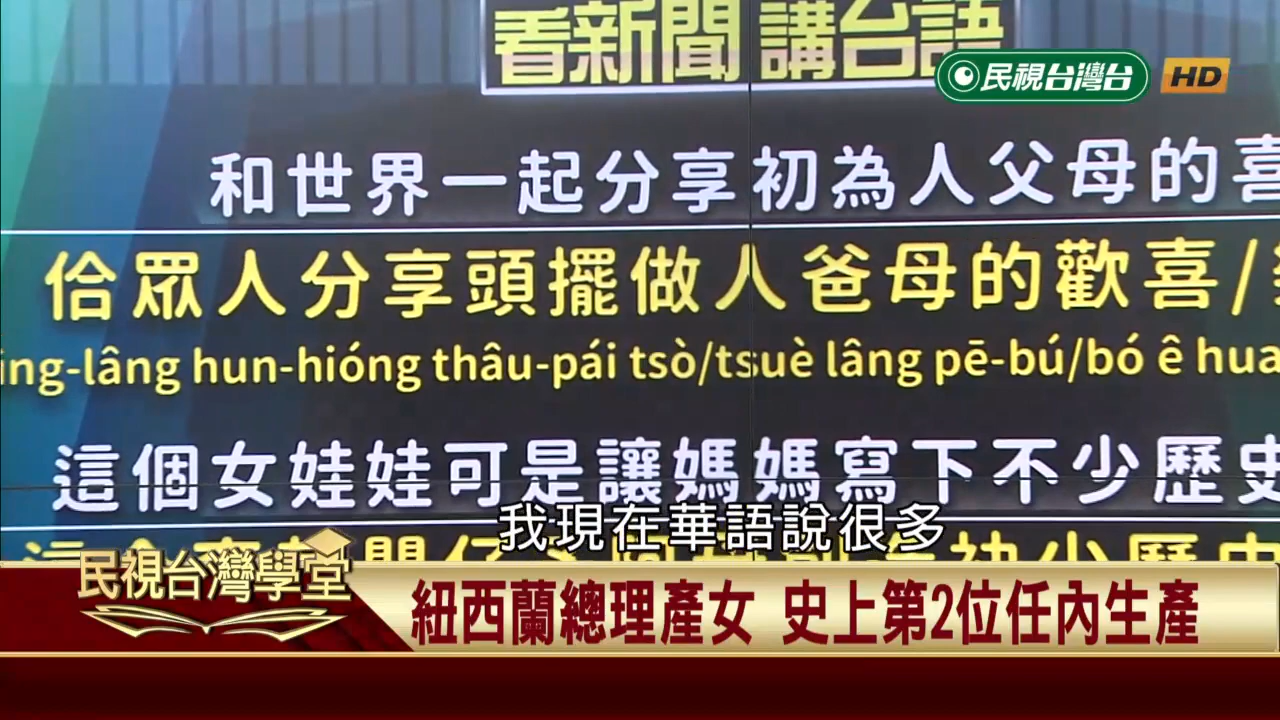 看新聞 講台語
民視台灣台 HD
和世界一起分享初為人父母的喜
佮眾人分享頭擺做人爸母的歡喜/
ng-lâng hun-hióng thâu-pái tsò/tsuè lâng pē-bú/bó ê hua
這個女娃娃可是讓媽媽寫下不少歷史
我現在華語說很多
民視台灣學堂
紐西蘭總理產女 史上第2位任內生產